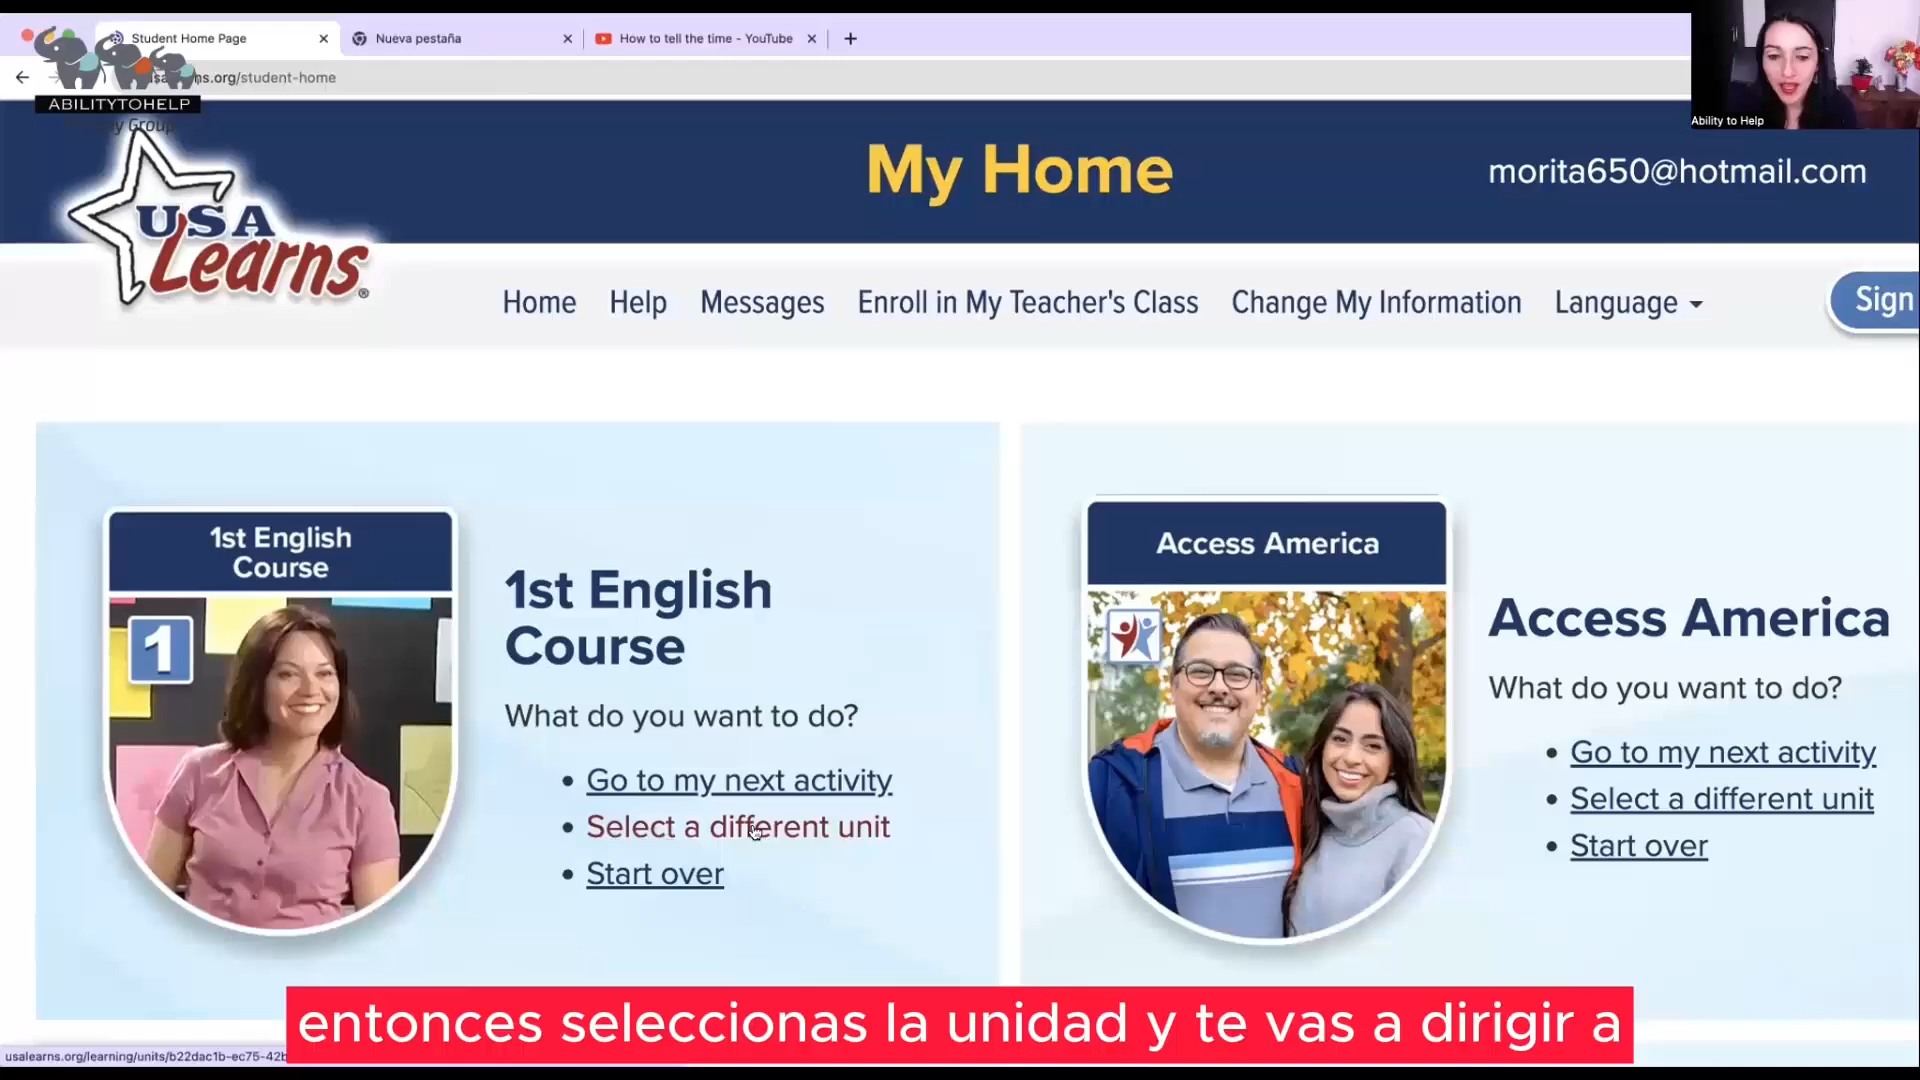 Student Home Page
Nueva pestaña
How to tell the time - YouTube
ns.org/student-home
ABILITYTOHELP
Group
Ability to Help
My Home
morita650@hotmail.com
USA
Learns®
Home
Help
Messages
Enroll in My Teacher's Class
Change My Information
Language
Sign
1st English
Course
1
1st English
Course
What do you want to do?
• Go to my next activity
• Select a different unit
• Start over
Access America
Access America
What do you want to do?
• Go to my next activity
• Select a different unit
• Start over
entonces seleccionas la unidad y te vas a dirigir a
usalearns.org/learning/units/b22dac1b-ec75-42b